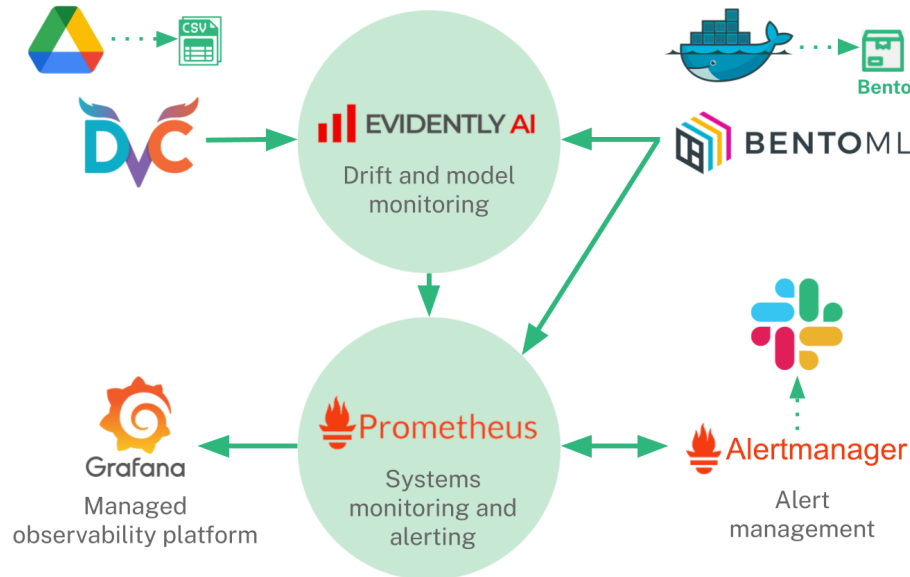 CSV
Bento
DVC
EVIDENTLY AI
BENTOML
Drift and model
monitoring
Prometheus
Alertmanager
Grafana
Systems
monitoring and
alerting
Managed
observability platform
Alert
management